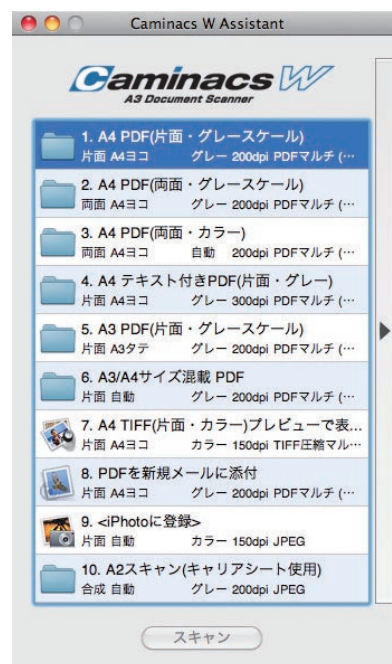 Caminacs W Assistant
Caminacs W
A3 Document Scanner
1. A4 PDF(片面・グレースケール)
片面 A4ヨコ グレー 200dpi PDFマルチ (…
2. A4 PDF(両面・グレースケール)
両面 A4ヨコ グレー 200dpi PDFマルチ (…
3. A4 PDF(両面・カラー)
両面 A4ヨコ 自動 200dpi PDFマルチ (…
4. A4 テキスト付きPDF(片面・グレー)
片面 A4ヨコ グレー 300dpi PDFマルチ (…
5. A3 PDF(片面・グレースケール)
片面 A3タテ グレー 200dpi PDFマルチ (…
6. A3/A4サイズ混載 PDF
片面 自動 グレー 200dpi PDFマルチ (…
7. A4 TIFF(片面・カラー)プレビューで表...
片面 A4ヨコ カラー 150dpi TIFF圧縮マル…
8. PDFを新規メールに添付
片面 A4ヨコ グレー 200dpi PDFマルチ (…
9. <iPhotoに登録>
片面 自動 カラー 150dpi JPEG
10. A2スキャン(キャリアシート使用)
合成 自動 グレー 200dpi JPEG
スキャン